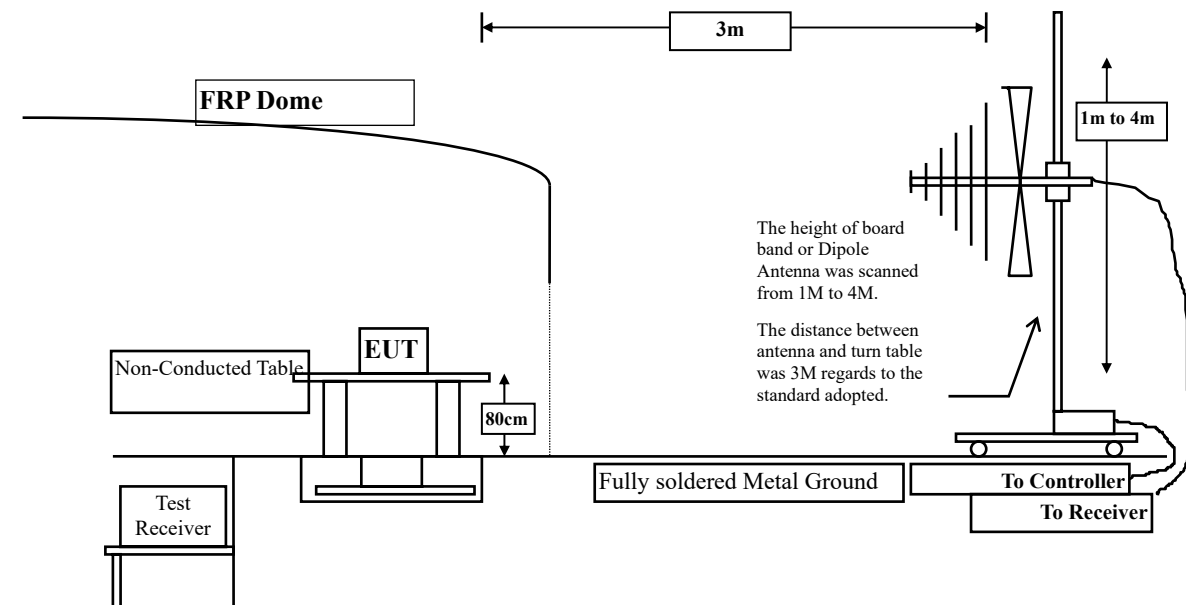 3m
FRP Dome
1m to 4m
The height of board
band or Dipole
Antenna was scanned
from 1M to 4M.
The distance between
antenna and turn table
was 3M regards to the
standard adopted.
EUT
Non-Conducted Table
80cm
Fully soldered Metal Ground
To Controller
To Receiver
Test
Receiver